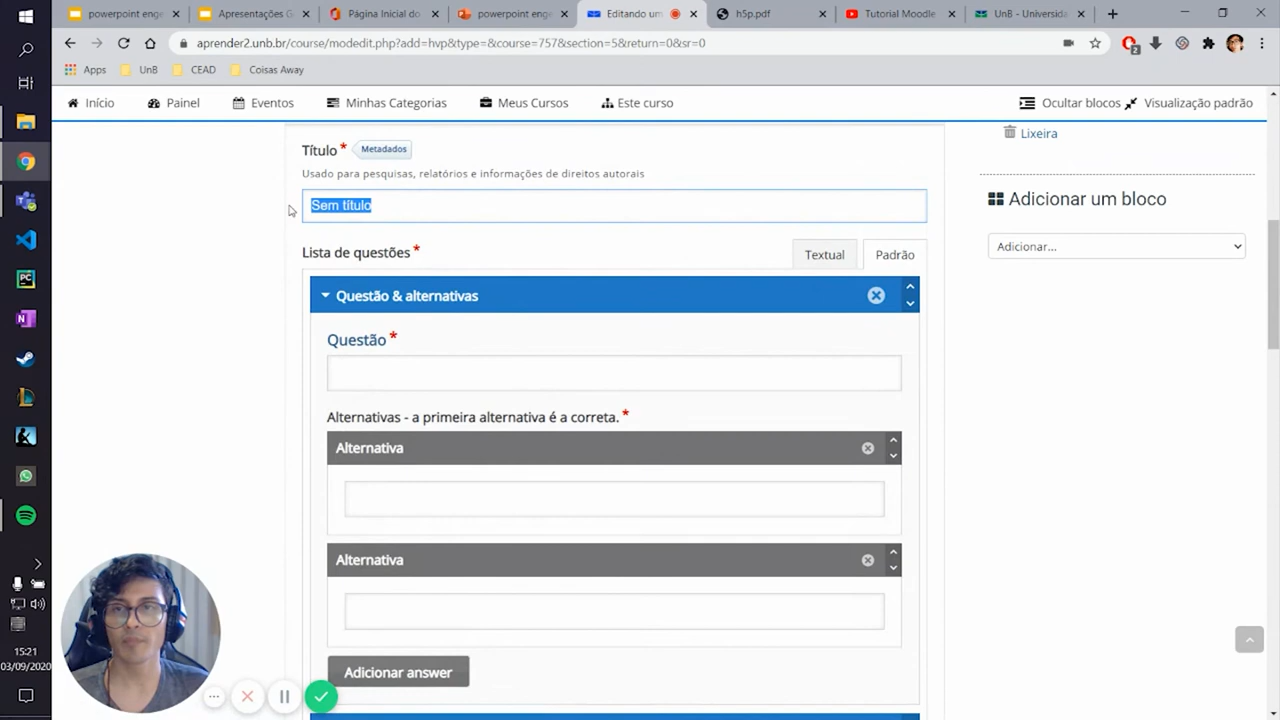 powerpoint enge
Apresentações G
Página Inicial do
powerpoint enge
Editando um
h5p.pdf
Tutorial Moodle
UnB - Universida
aprender2.unb.br/course/modedit.php?add=hvp&type=&course=757&section=5&return=0&sr=0
2
Apps
UnB
CEAD
Coisas Away
Início
Painel
Eventos
Minhas Categorias
Meus Cursos
Este curso
Ocultar blocos
Visualização padrão
Lixeira
Título * Metadados
Usado para pesquisas, relatórios e informações de direitos autorais
Sem título
Adicionar um bloco
Adicionar...
Lista de questões *
Textual
Padrão
Questão & alternativas
Questão *
Alternativas - a primeira alternativa é a correta. *
Alternativa
Alternativa
Adicionar answer
15:21
03/09/2020